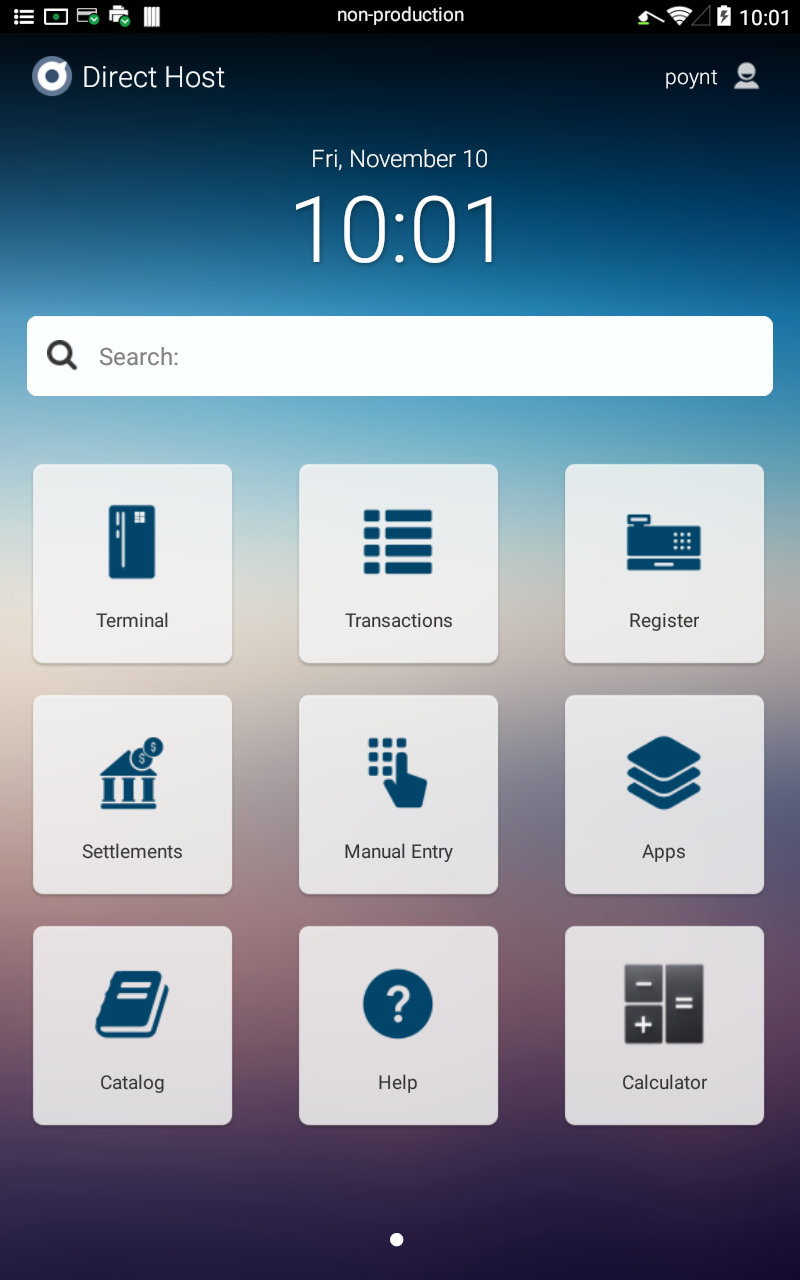 non-production
10:01
Direct Host
poynt
Fri, November 10
10:01
Search:
Terminal
Transactions
Register
Settlements
Manual Entry
Apps
Catalog
Help
Calculator